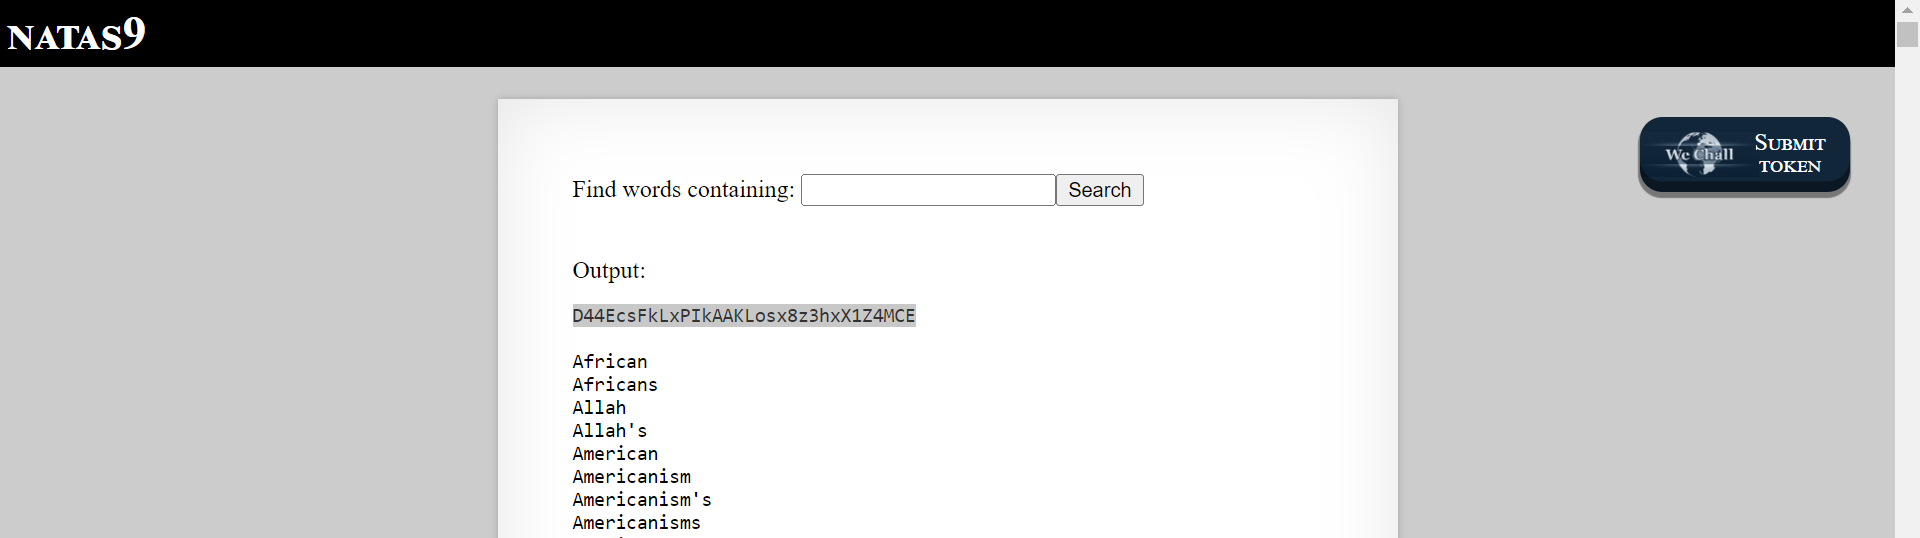 NATAS9
Find words containing: Search
We Chall
SUBMIT
TOKEN
Output:
D44EcsFkLxPIkAAKLosx8z3hxX1Z4MCE
African
Africans
Allah
Allah's
American
Americanism
Americanism's
Americanisms